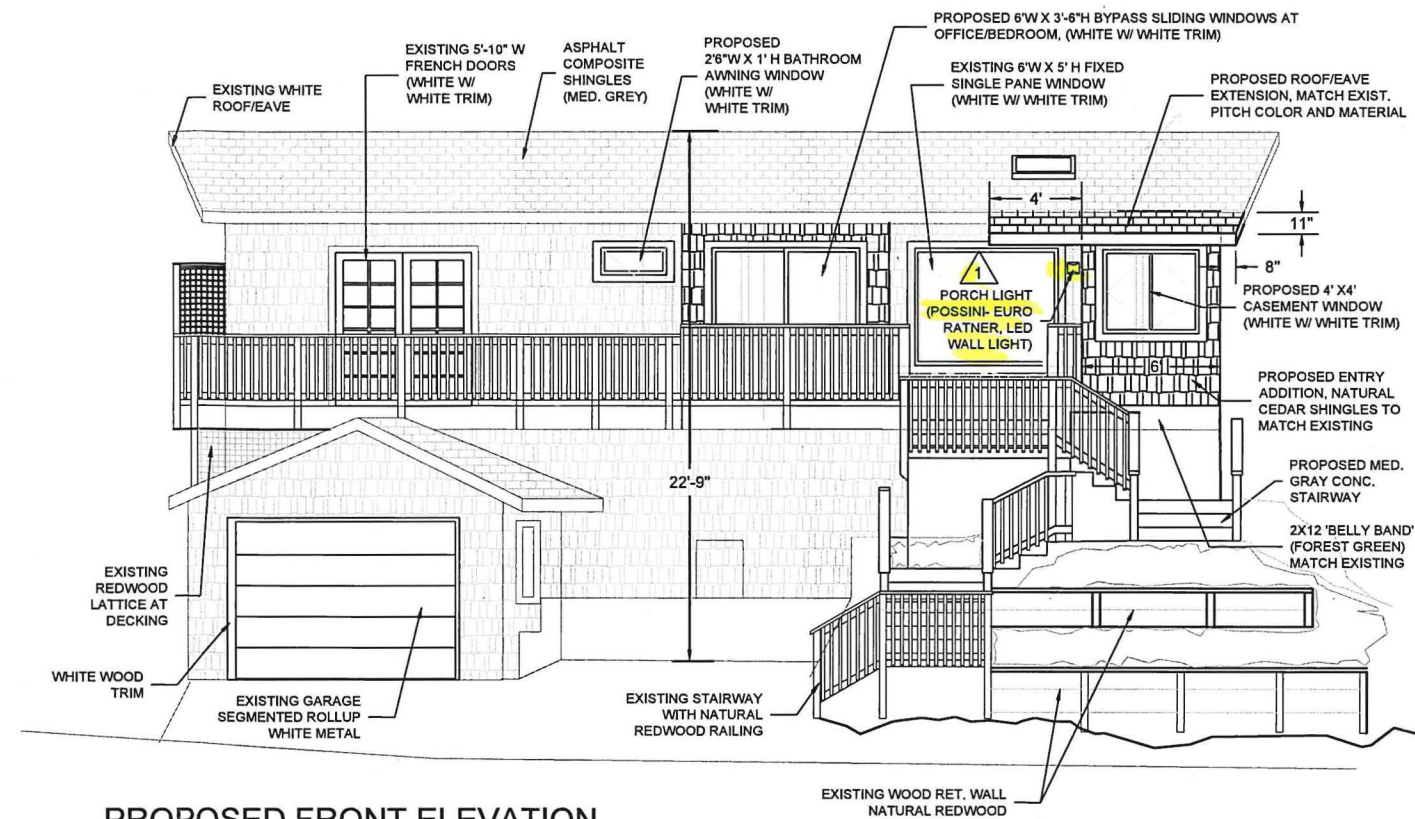 EXISTING WHITE
ROOF/EAVE
EXISTING 5'-10" W
FRENCH DOORS
(WHITE W/
WHITE TRIM)
ASPHALT
COMPOSITE
SHINGLES
(MED. GREY)
PROPOSED
2'6"W X 1' H BATHROOM
AWNING WINDOW
(WHITE W/
WHITE TRIM)
PROPOSED 6'W X 3'-6"H BYPASS SLIDING WINDOWS AT
OFFICE/BEDROOM, (WHITE W/ WHITE TRIM)
EXISTING 6'W X 5' H FIXED
SINGLE PANE WINDOW
(WHITE W/ WHITE TRIM)
PROPOSED ROOF/EAVE
EXTENSION, MATCH EXIST.
PITCH COLOR AND MATERIAL
4'
11"
8"
1
PORCH LIGHT
(POSSINI- EURO
RATNER, LED
WALL LIGHT)
PROPOSED 4' X4'
CASEMENT WINDOW
(WHITE W/ WHITE TRIM)
6'
PROPOSED ENTRY
ADDITION, NATURAL
CEDAR SHINGLES TO
MATCH EXISTING
22'-9"
PROPOSED MED.
GRAY CONC.
STAIRWAY
2X12 'BELLY BAND'
(FOREST GREEN)
MATCH EXISTING
EXISTING
REDWOOD
LATTICE AT
DECKING
WHITE WOOD
TRIM
EXISTING GARAGE
SEGMENTED ROLLUP
WHITE METAL
EXISTING STAIRWAY
WITH NATURAL
REDWOOD RAILING
EXISTING WOOD RET. WALL
NATURAL REDWOOD
PROPOSED FRONT ELEVATION